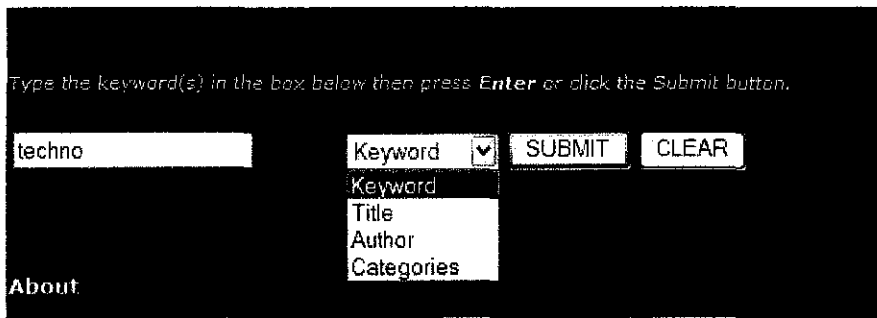 Type the keyword(s) in the box below then press Enter or click the Submit button.
techno Keyword SUBMIT CLEAR
Keyword
Title
Author
Categories
About